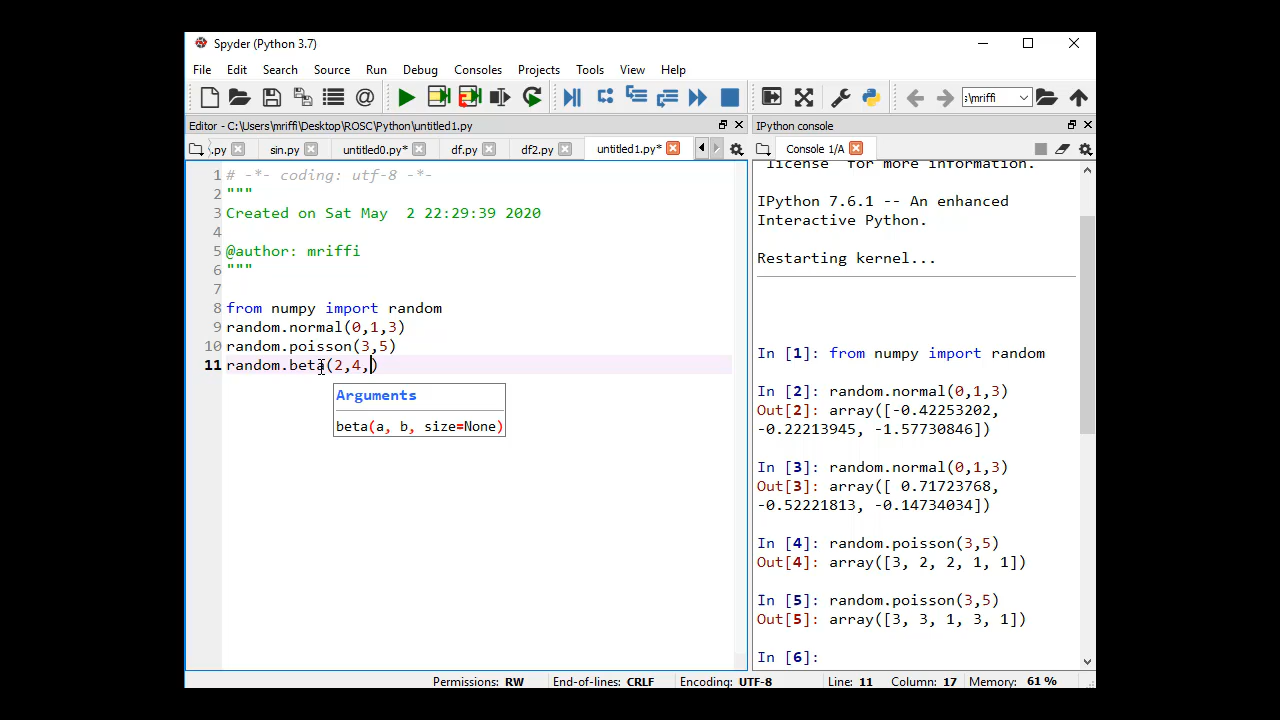 Spyder (Python 3.7)
File Edit Search Source Run Debug Consoles Projects Tools View Help
:\mriffi
Editor - C:\Users\mriffi\Desktop\ROSC\Python\untitled1.py
IPython console
.py sin.py untitled0.py* df.py df2.py untitled1.py*
Console 1/A
1 # -*- coding: utf-8 -*-
2 """
3 Created on Sat May  2 22:29:39 2020
4
5 @author: mriffi
6 """
7
8 from numpy import random
9 random.normal(0,1,3)
10 random.poisson(3,5)
11 random.beta(2,4,)
Arguments
beta(a, b, size=None)
license" for more information.
IPython 7.6.1 -- An enhanced
Interactive Python.
Restarting kernel...
In [1]: from numpy import random
In [2]: random.normal(0,1,3)
Out[2]: array([-0.42253202,
-0.22213945, -1.57730846])
In [3]: random.normal(0,1,3)
Out[3]: array([ 0.71723768,
-0.52221813, -0.14734034])
In [4]: random.poisson(3,5)
Out[4]: array([3, 2, 2, 1, 1])
In [5]: random.poisson(3,5)
Out[5]: array([3, 3, 1, 3, 1])
In [6]:
Permissions: RW End-of-lines: CRLF Encoding: UTF-8 Line: 11 Column: 17 Memory: 61 %